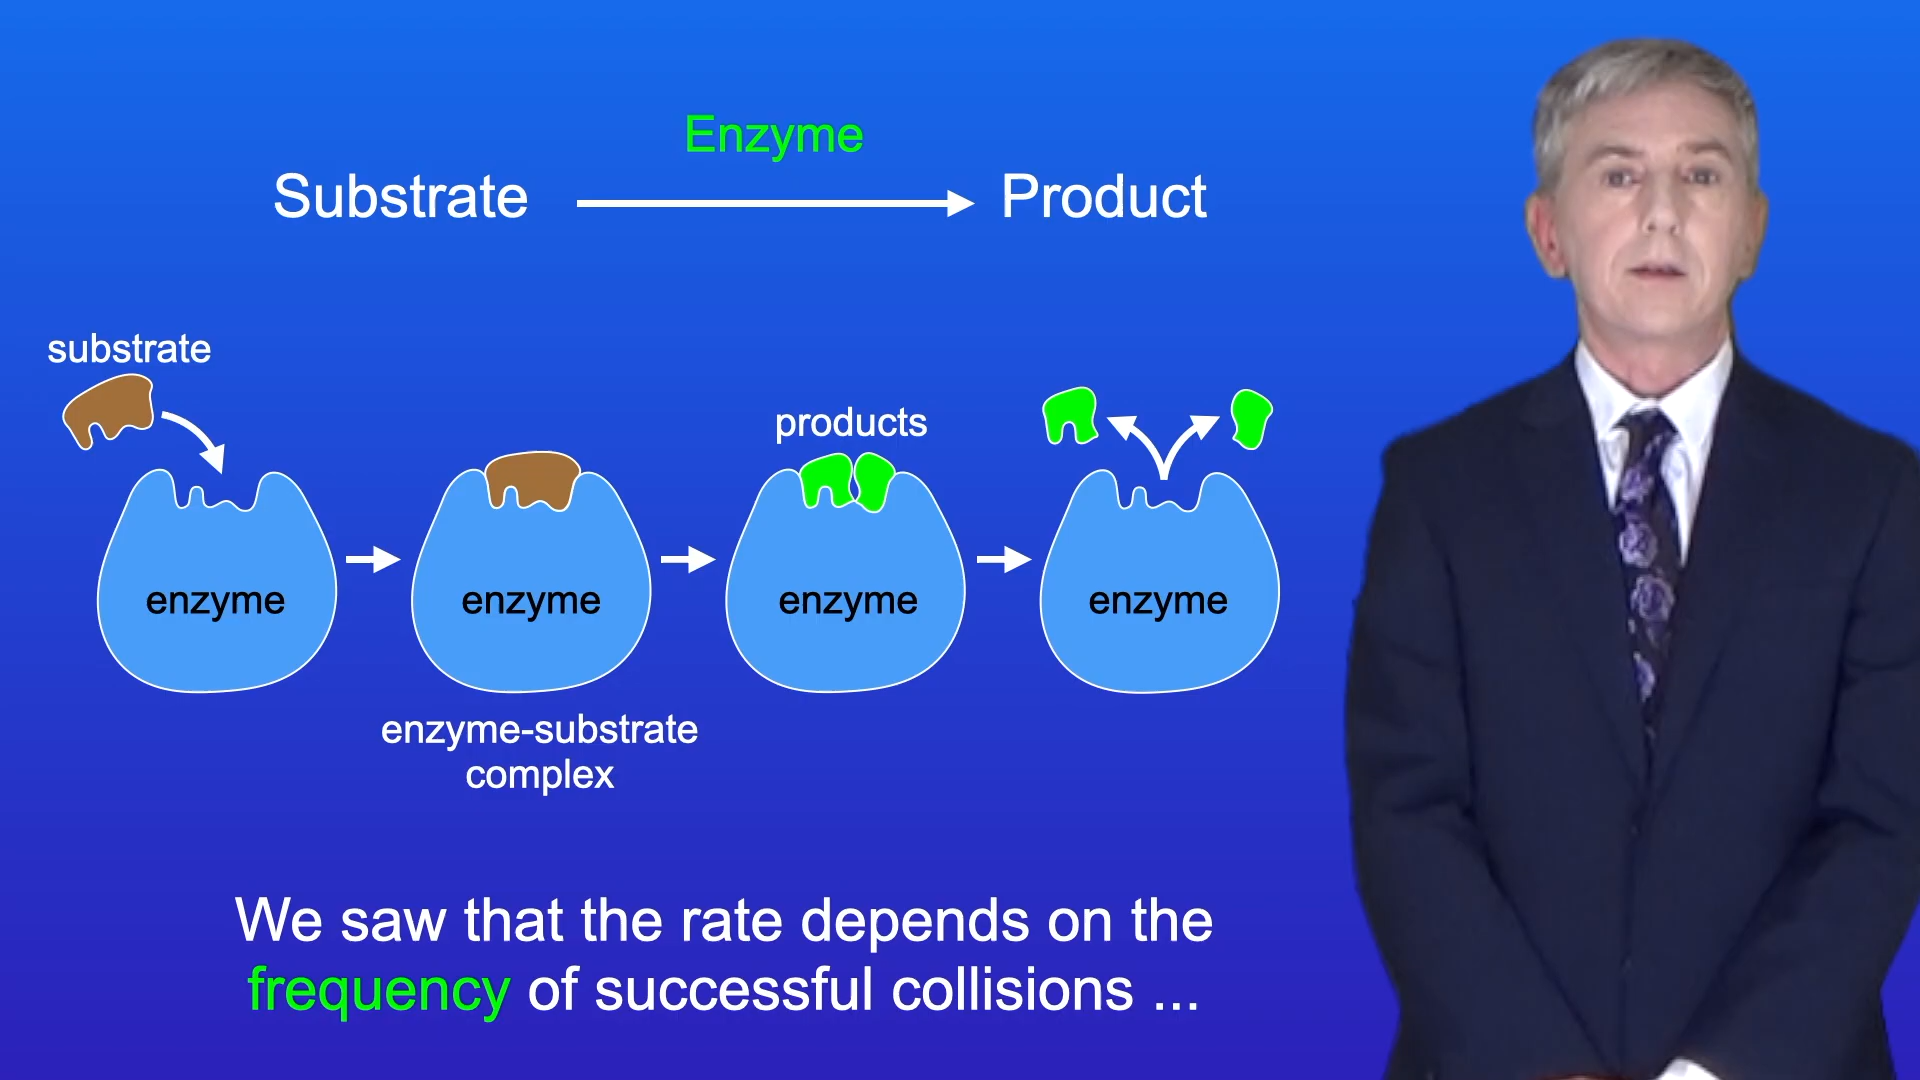 Enzyme
Substrate
Product
substrate
products
enzyme
enzyme
enzyme
enzyme
enzyme-substrate
complex
We saw that the rate depends on the
frequency of successful collisions ...